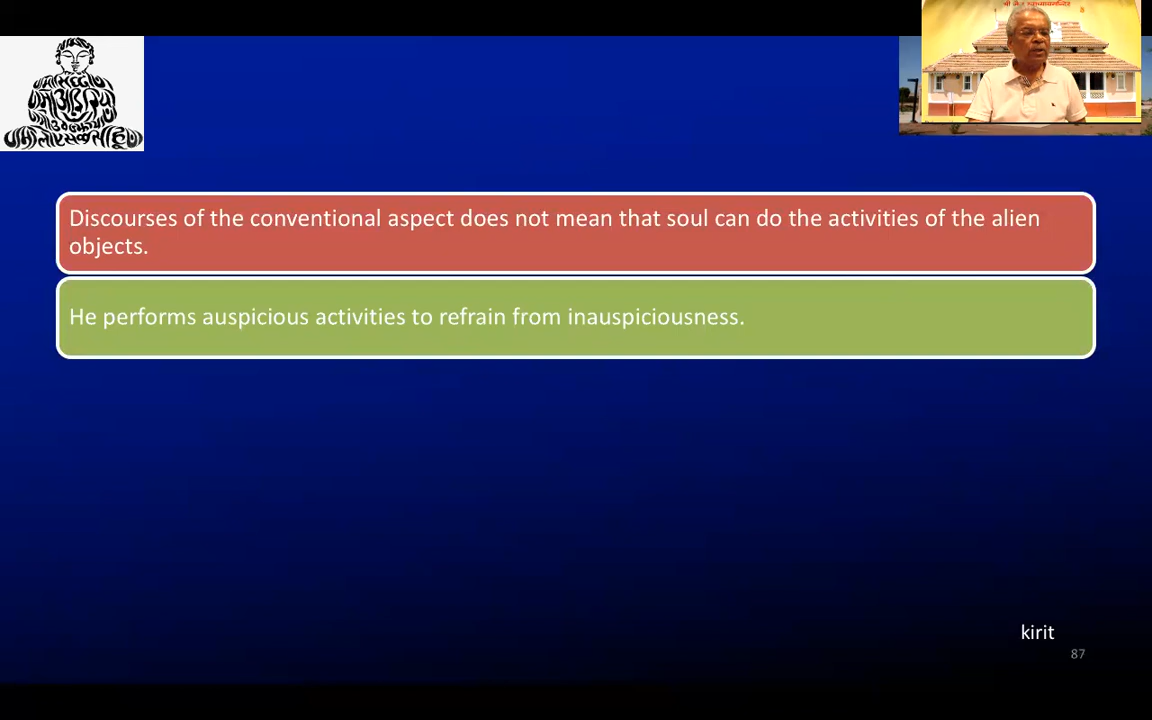 Discourses of the conventional aspect does not mean that soul can do the activities of the alien
objects.
He performs auspicious activities to refrain from inauspiciousness.
kirit
87